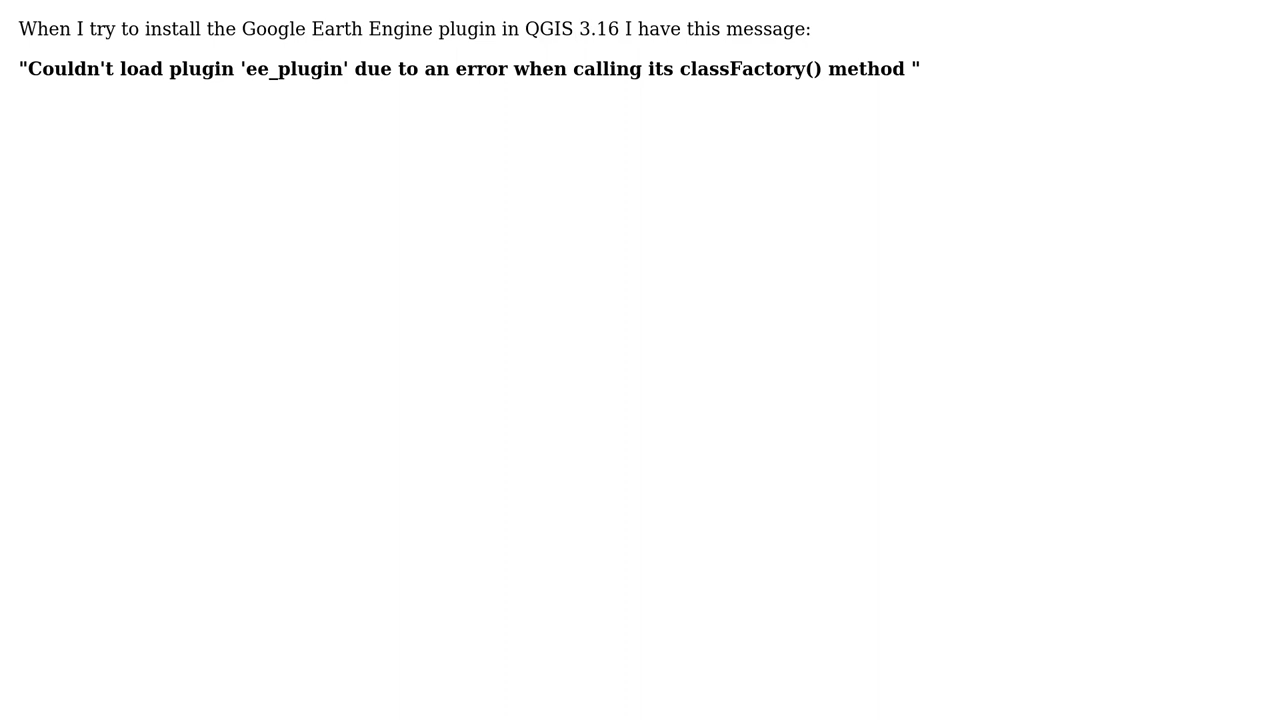 When I try to install the Google Earth Engine plugin in QGIS 3.16 I have this message:
"Couldn't load plugin 'ee_plugin' due to an error when calling its classFactory() method "